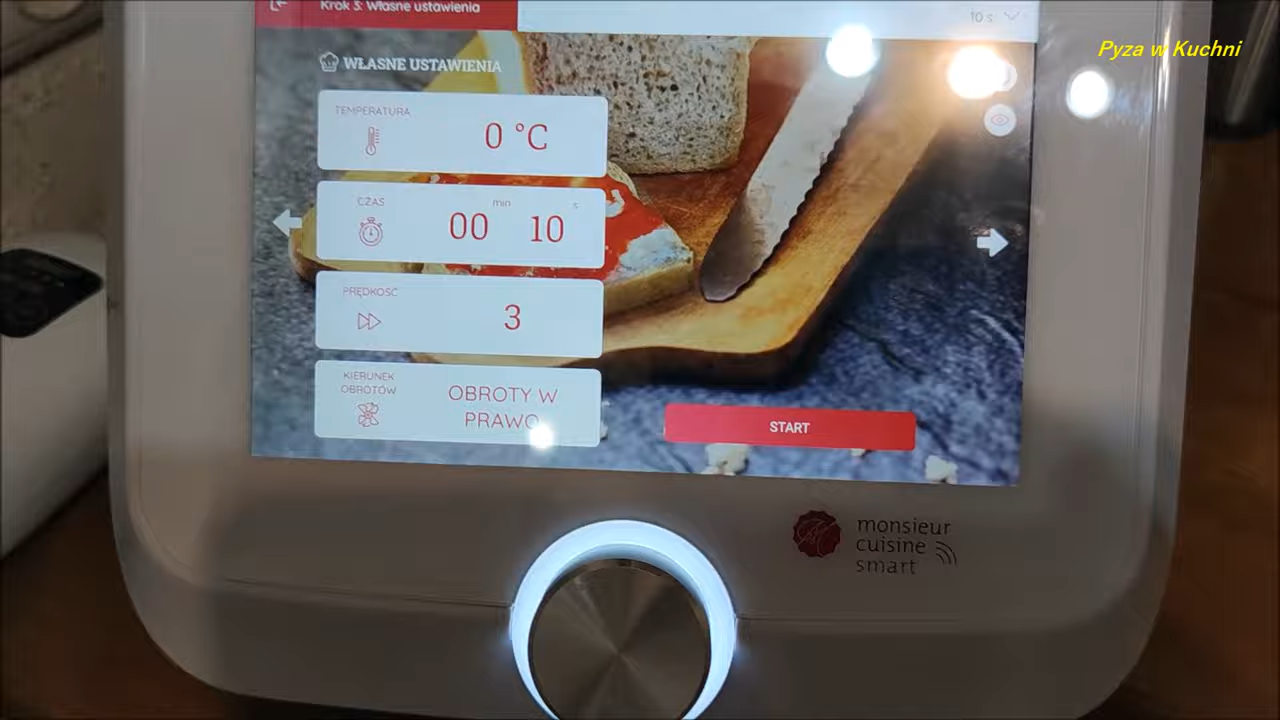 Krok 3: Własne ustawienia
10 s
Pyza w Kuchni
WŁASNE USTAWIENIA
TEMPERATURA
0 °C
CZAS
00 min 10 s
PRĘDKOŚĆ
3
KIERUNEK
OBROTÓW
OBROTY W
PRAWO
START
monsieur
cuisine
smart